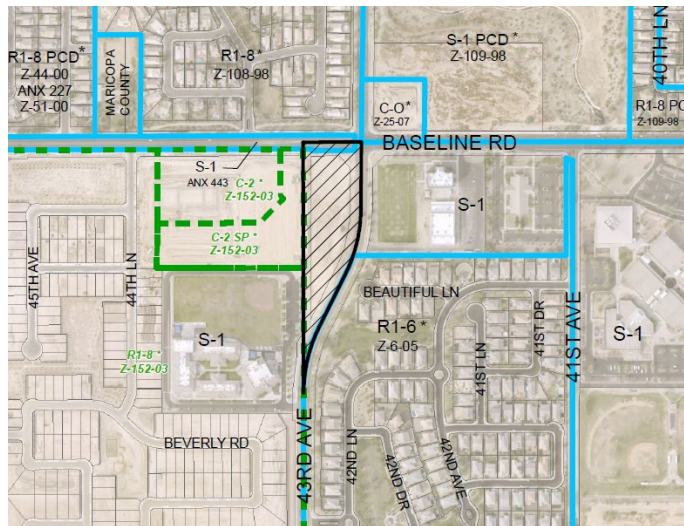 R1-8 PCD*
Z-44-00
ANX 227
Z-51-00
MARICOPA
COUNTY
R1-8*
Z-108-98
S-1 PCD *
Z-109-98
40TH LN
C-O*
Z-25-07
R1-8 PC
Z-109-98
BASELINE RD
S-1
ANX 443
C-2 *
Z-152-03
C-2 SP *
Z-152-03
S-1
45TH AVE
44TH LN
BEAUTIFUL LN
R1-6 *
Z-6-05
41ST LN
41ST DR
41ST AVE
S-1
S-1
R1-8 *
Z-152-03
BEVERLY RD
43RD AVE
42ND LN
42ND DR
42ND AVE